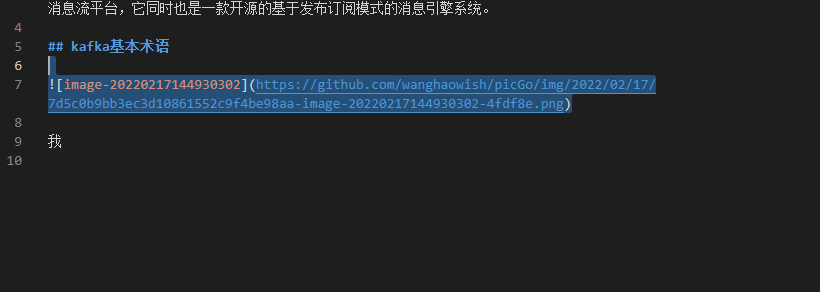 消息流平台，它同时也是一款开源的基于发布订阅模式的消息引擎系统。
4
5 ## kafka基本术语
6
7 ![image-20220217144930302](https://github.com/wanghaowish/picGo/img/2022/02/17/
7d5c0b9bb3ec3d10861552c9f4be98aa-image-20220217144930302-4fdf8e.png)
8
9 我
10